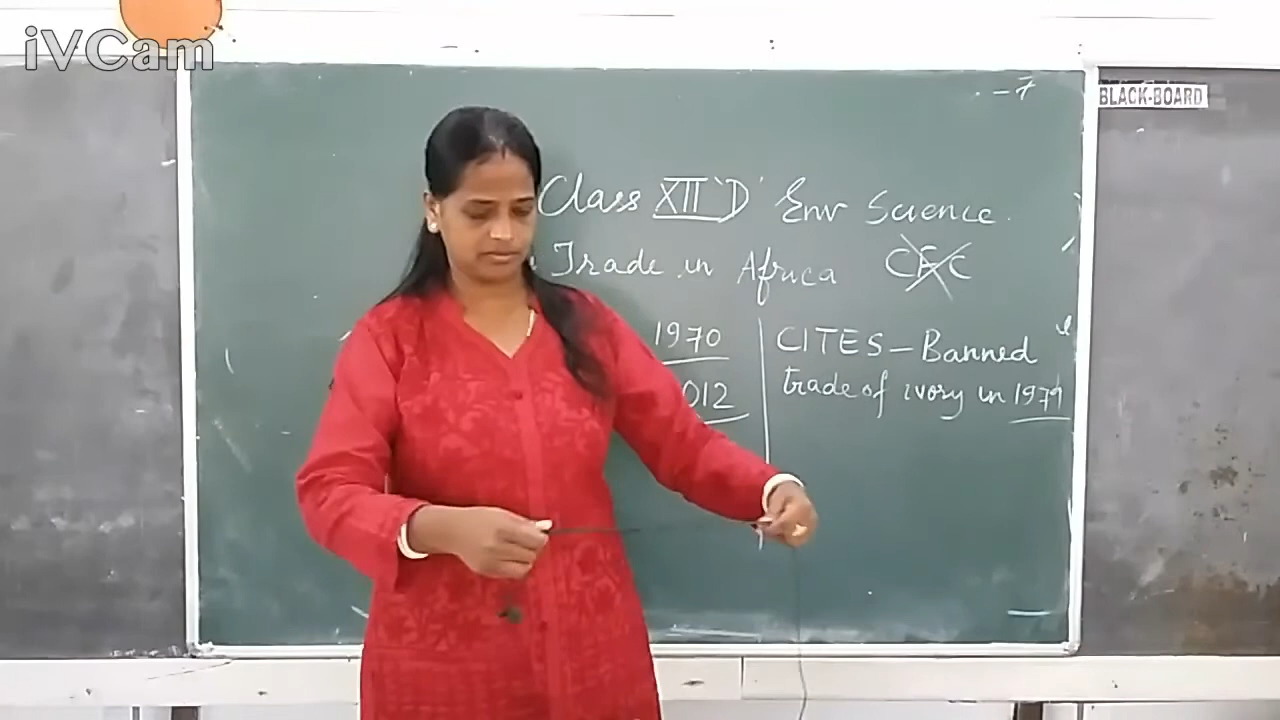 iVCam
- 7
BLACK-BOARD
Class XII 'D' Env Science.
Trade in Africa CFC
1970
012
CITES - Banned
trade of ivory in 1979